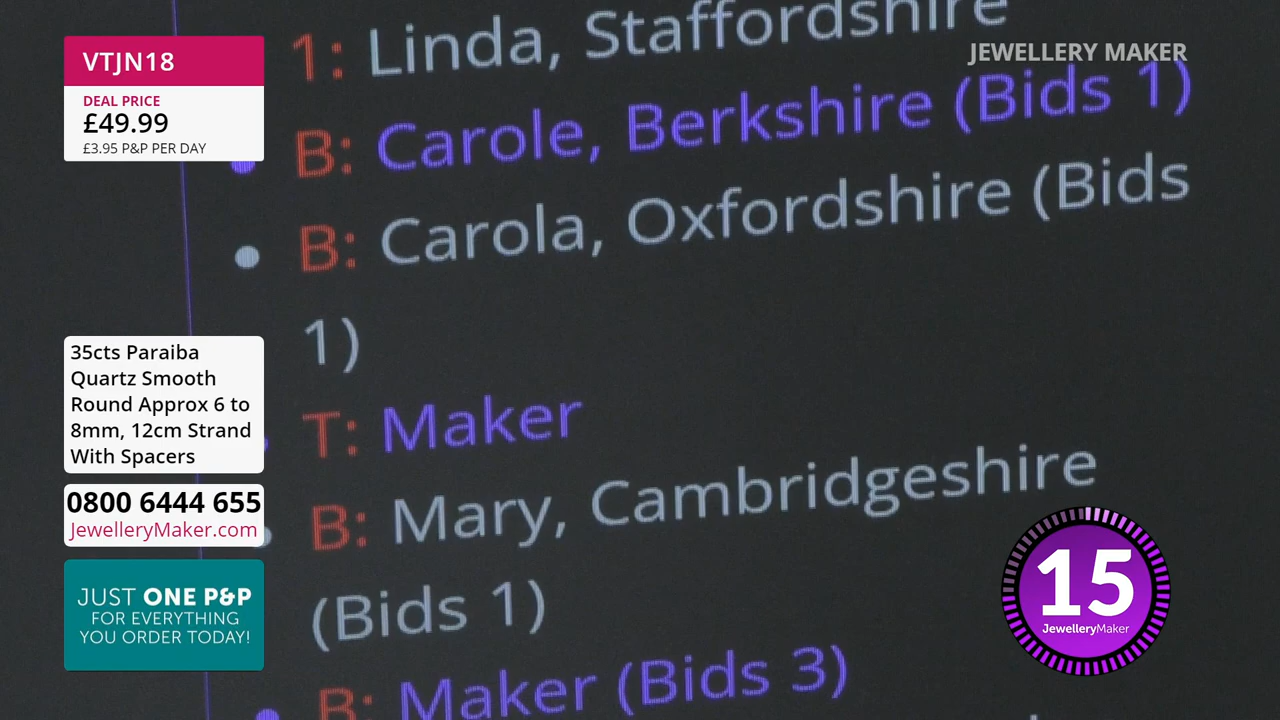 VTJN18
DEAL PRICE
£49.99
£3.95 P&P PER DAY
JEWELLERY MAKER
1: Linda, Staffordshire
B: Carole, Berkshire (Bids 1)
B: Carola, Oxfordshire (Bids
1)
T: Maker
B: Mary, Cambridgeshire
(Bids 1)
B: Maker (Bids 3)
35cts Paraiba
Quartz Smooth
Round Approx 6 to
8mm, 12cm Strand
With Spacers
0800 6444 655
JewelleryMaker.com
JUST ONE P&P
FOR EVERYTHING
YOU ORDER TODAY!
15
JewelleryMaker